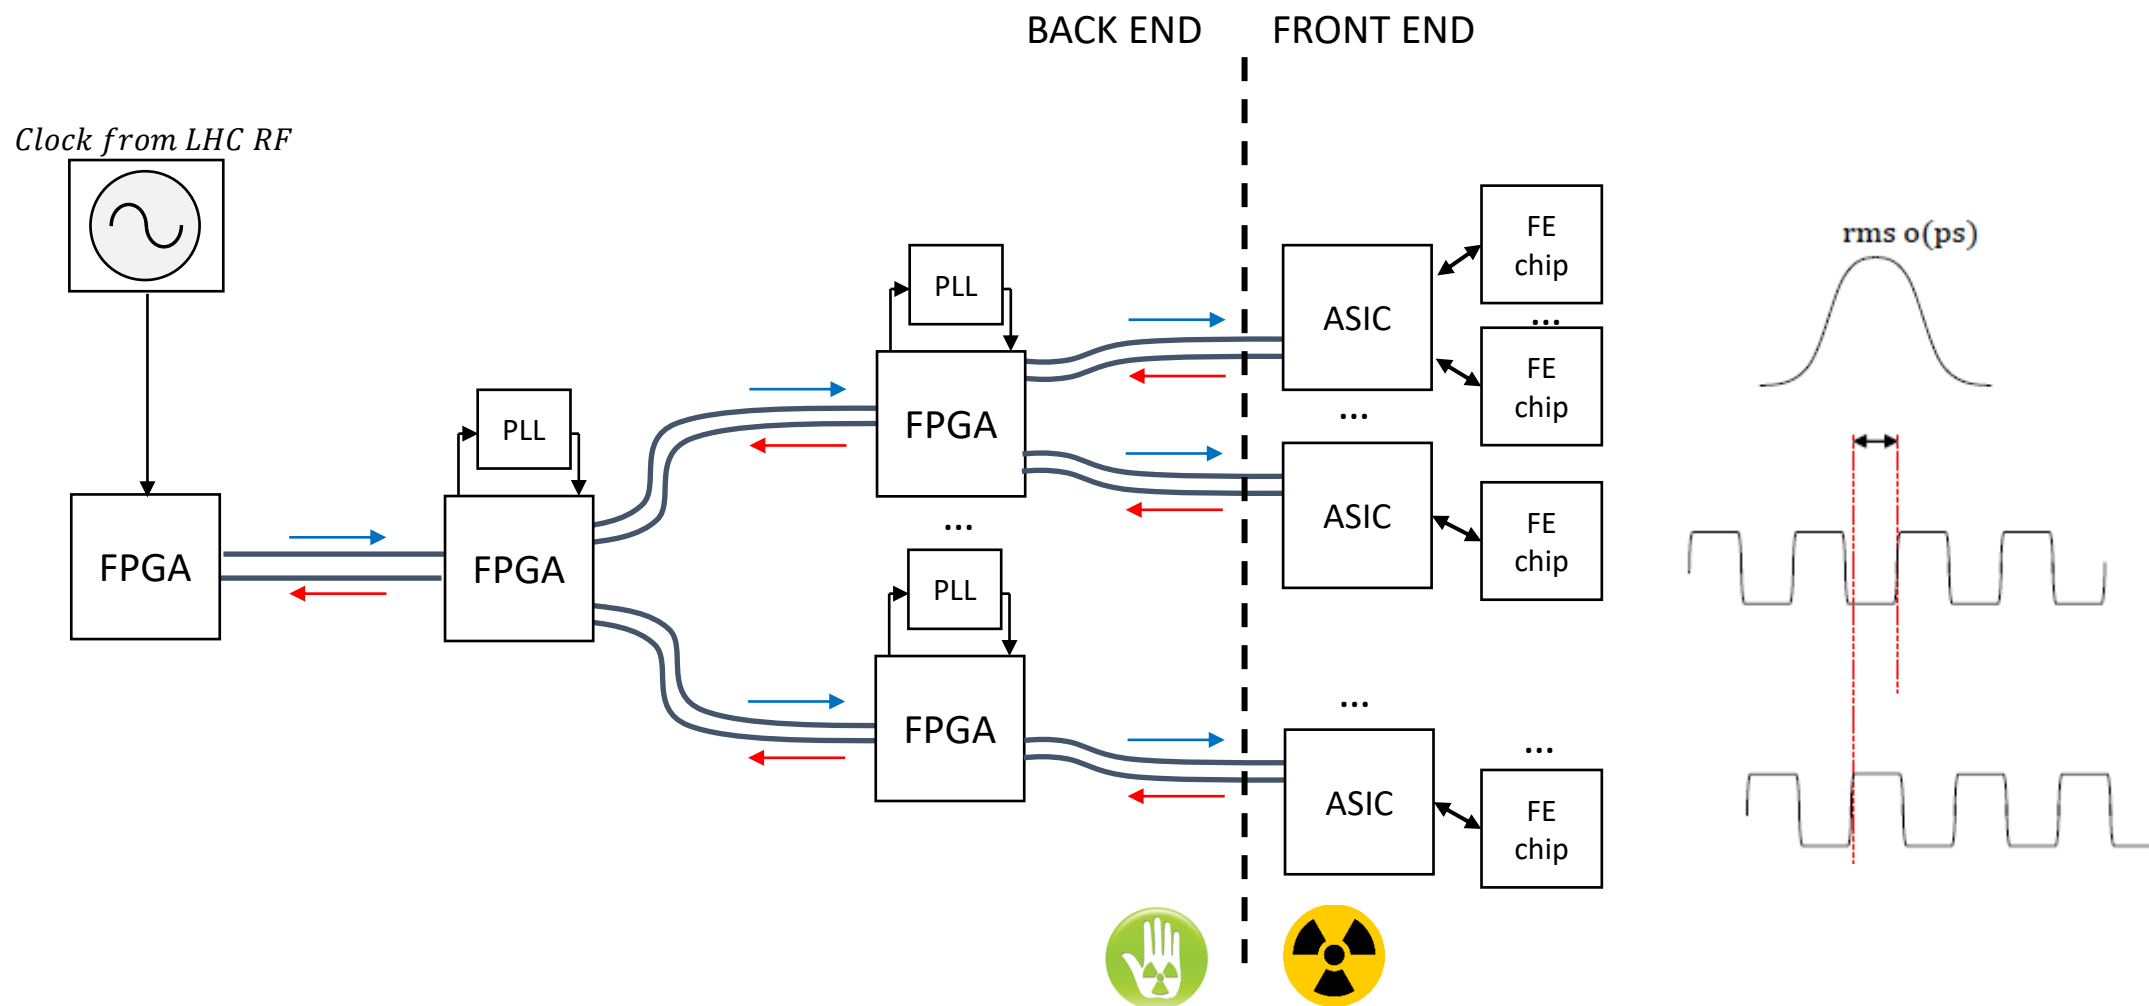 BACK END
FRONT END
Clock from LHC RF
FE
chip
rms o(ps)
PLL
ASIC
...
FE
chip
PLL
FPGA
...
FPGA
ASIC
FE
chip
...
FPGA
FPGA
PLL
...
FPGA
...
ASIC
FE
chip